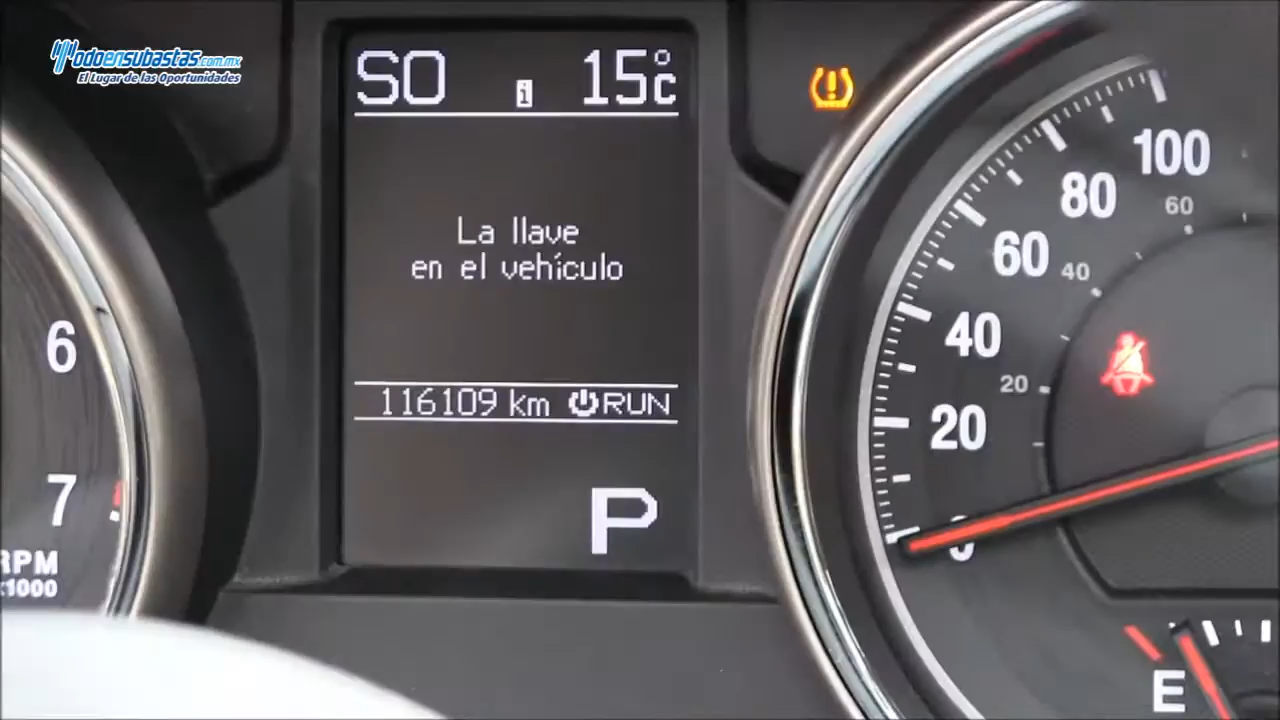 Todoensubastas.com.mx
El Lugar de las Oportunidades
SO i 15°C
La llave
en el vehículo
116109 km RUN
P
6
7
RPM
x1000
100
80
60
60
40
40
20
20
0
E